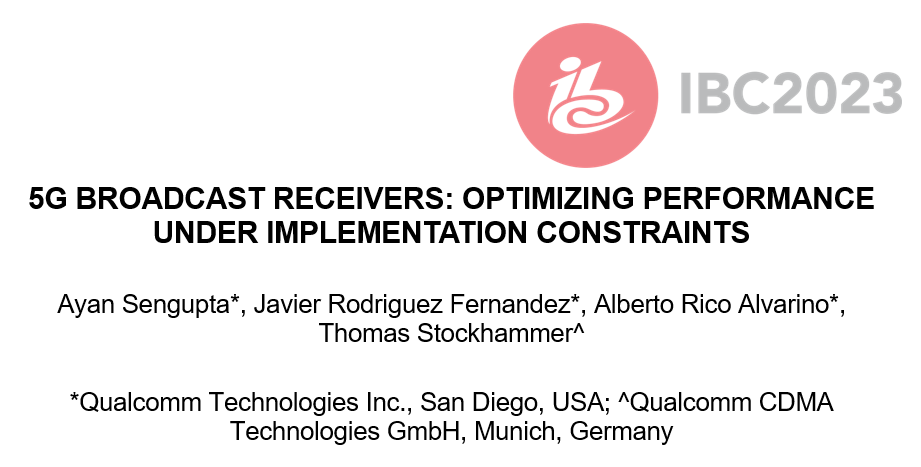 IBC2023
5G BROADCAST RECEIVERS: OPTIMIZING PERFORMANCE
UNDER IMPLEMENTATION CONSTRAINTS
Ayan Sengupta*, Javier Rodriguez Fernandez*, Alberto Rico Alvarino*,
Thomas Stockhammer^
*Qualcomm Technologies Inc., San Diego, USA; ^Qualcomm CDMA
Technologies GmbH, Munich, Germany